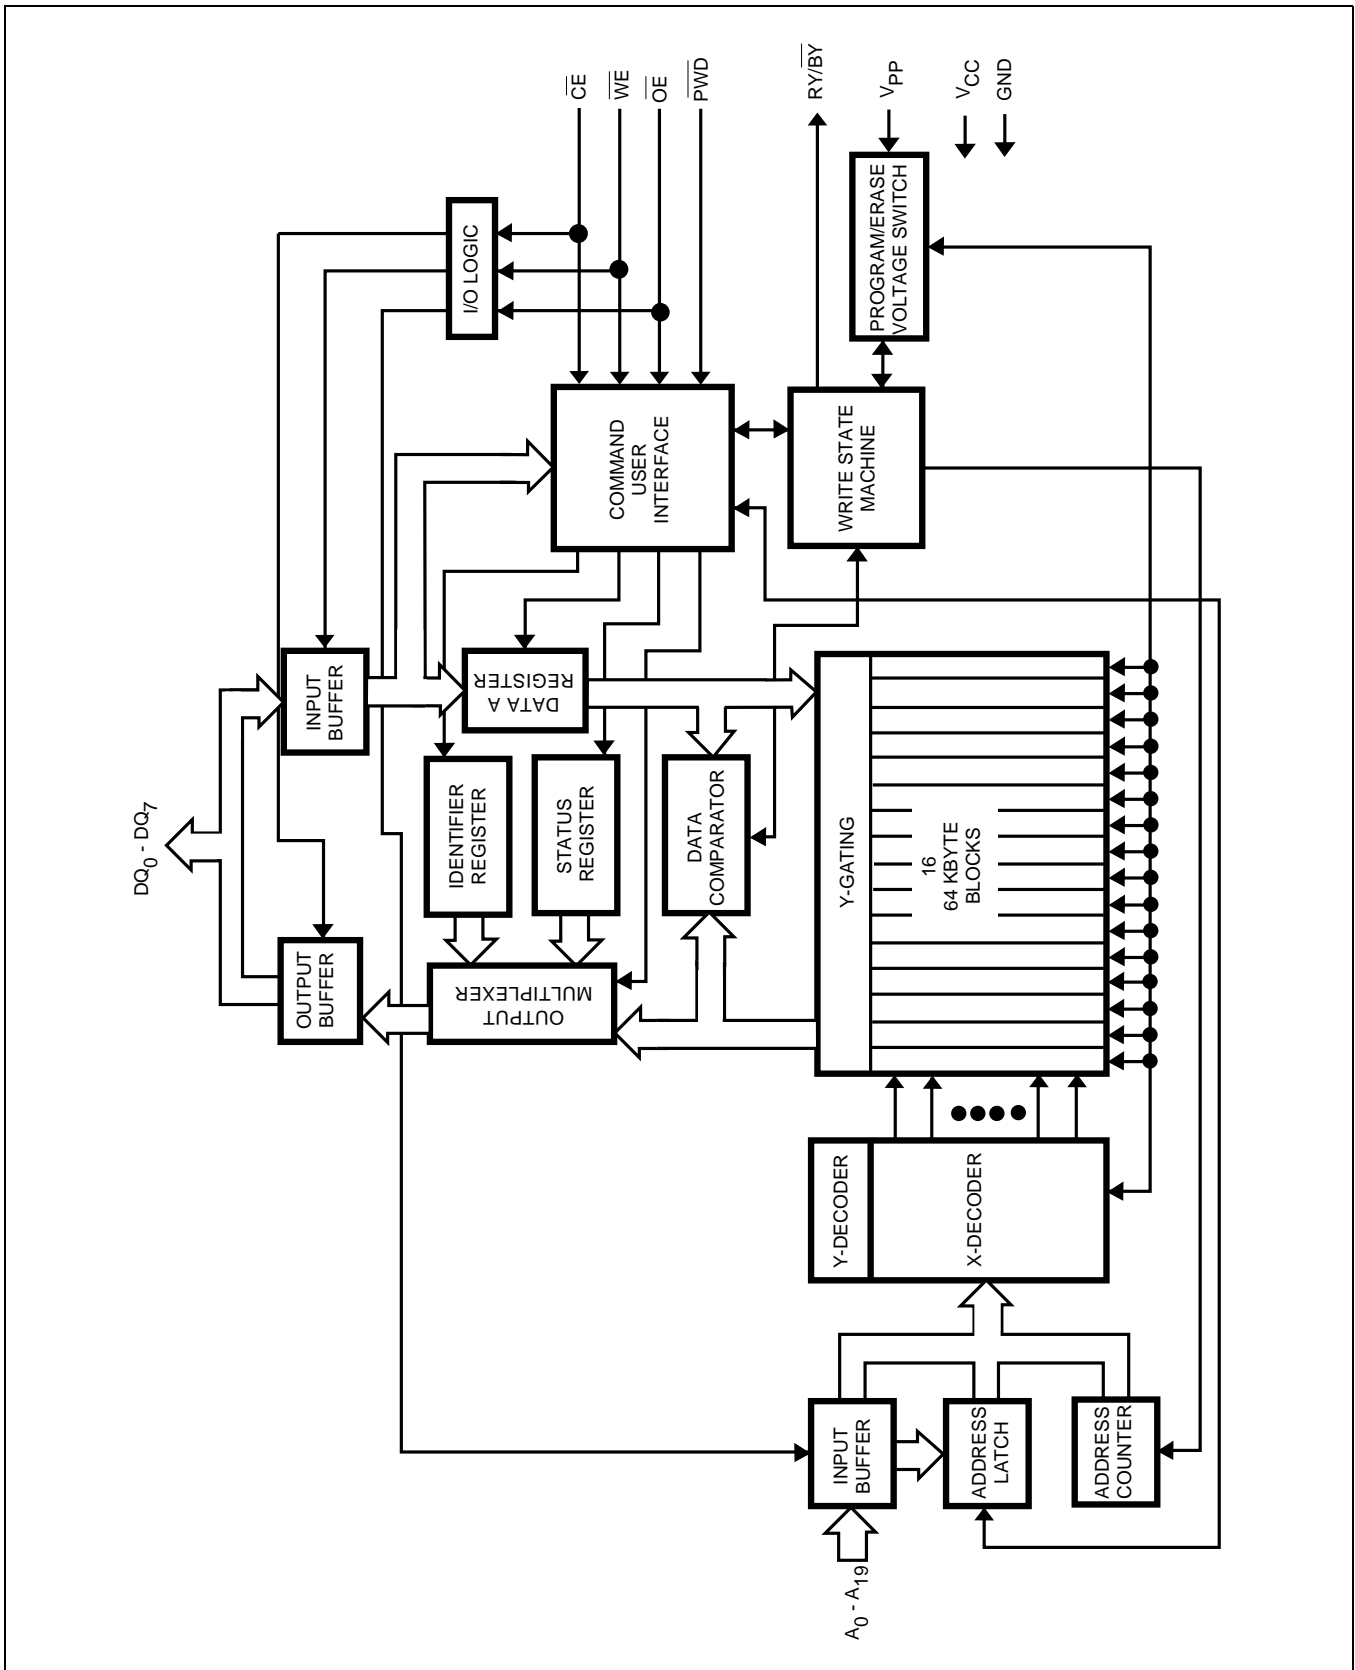 DQ0 - DQ7
OUTPUT
BUFFER
INPUT
BUFFER
I/O LOGIC
CE
WE
OE
PWD
IDENTIFIER
REGISTER
STATUS
REGISTER
DATA A
REGISTER
OUTPUT
MULTIPLEXER
DATA
COMPARATOR
COMMAND
USER
INTERFACE
RY/BY
WRITE STATE
MACHINE
PROGRAM/ERASE
VOLTAGE SWITCH
VPP
VCC
GND
Y-DECODER
X-DECODER
Y-GATING
16
64 KBYTE
BLOCKS
A0 - A19
INPUT
BUFFER
ADDRESS
LATCH
ADDRESS
COUNTER